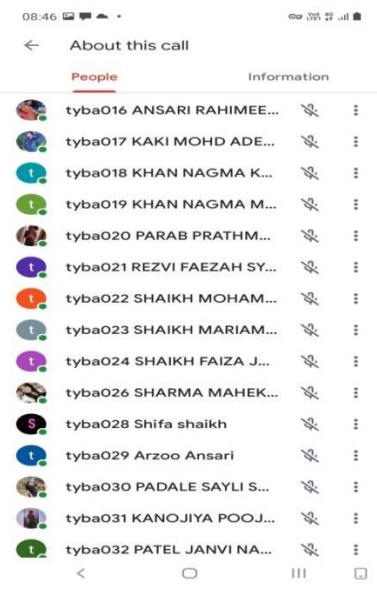 08:46
About this call
People Information
tyba016 ANSARI RAHIMEE...
tyba017 KAKI MOHD ADE...
t tyba018 KHAN NAGMA K...
t tyba019 KHAN NAGMA M...
tyba020 PARAB PRATHM...
t tyba021 REZVI FAEZAH SY...
t tyba022 SHAIKH MOHAM...
t tyba023 SHAIKH MARIAM...
t tyba024 SHAIKH FAIZA J...
tyba026 SHARMA MAHEK...
S tyba028 Shifa shaikh
t tyba029 Arzoo Ansari
tyba030 PADALE SAYLI S...
tyba031 KANOJIYA POOJ...
t tyba032 PATEL JANVI NA...